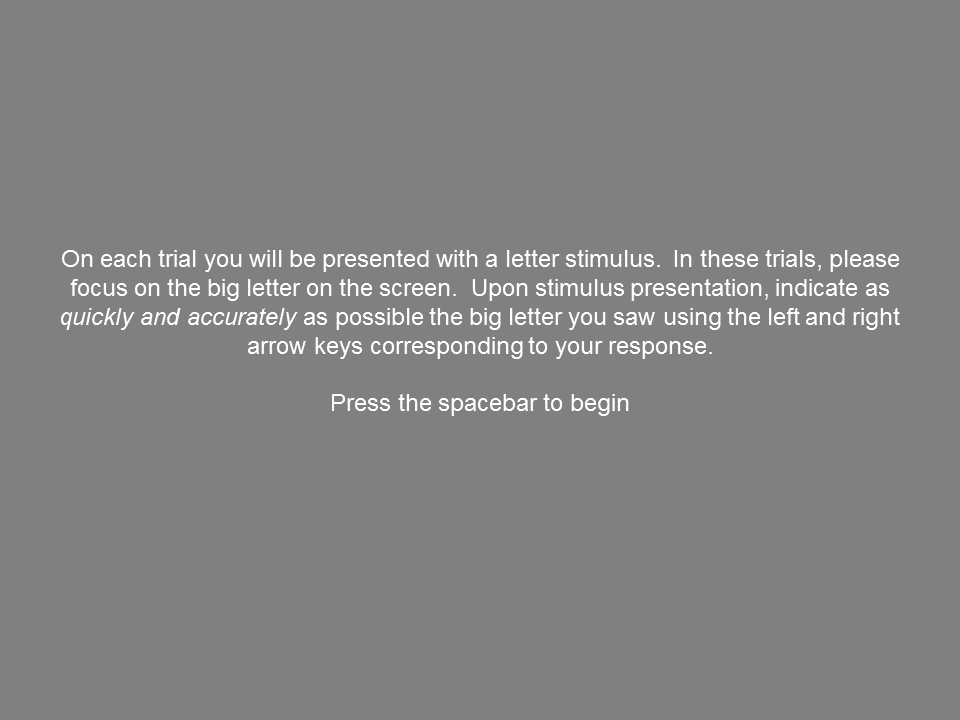 On each trial you will be presented with a letter stimulus.  In these trials, please
focus on the big letter on the screen.  Upon stimulus presentation, indicate as
quickly and accurately as possible the big letter you saw using the left and right
arrow keys corresponding to your response.
Press the spacebar to begin